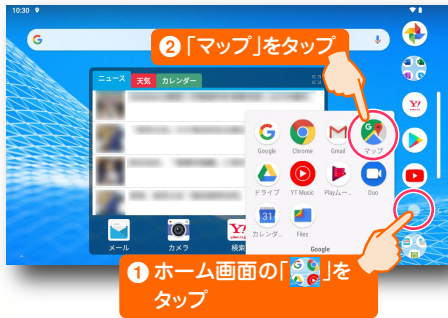 10:30
G
② 「マップ」をタップ
ニュース 天気 カレンダー
Google Chrome Gmail マップ
ドライブ YT Music Playムー… Duo
31
カレンダ… Files
Google
メール カメラ 検索
① ホーム画面の「 」を
タップ